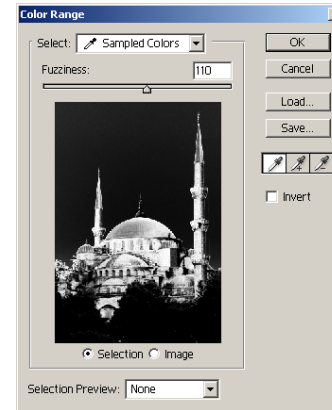 Color Range
Select: Sampled Colors
OK
Fuzziness: 110
Cancel
Load...
Save...
Invert
Selection Image
Selection Preview: None